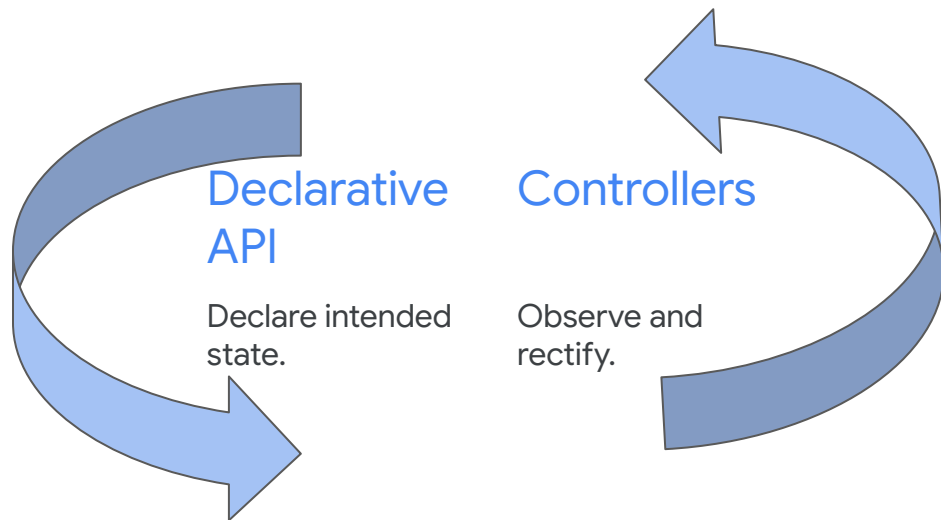 Declarative
API
Declare intended
state.
Controllers
Observe and
rectify.